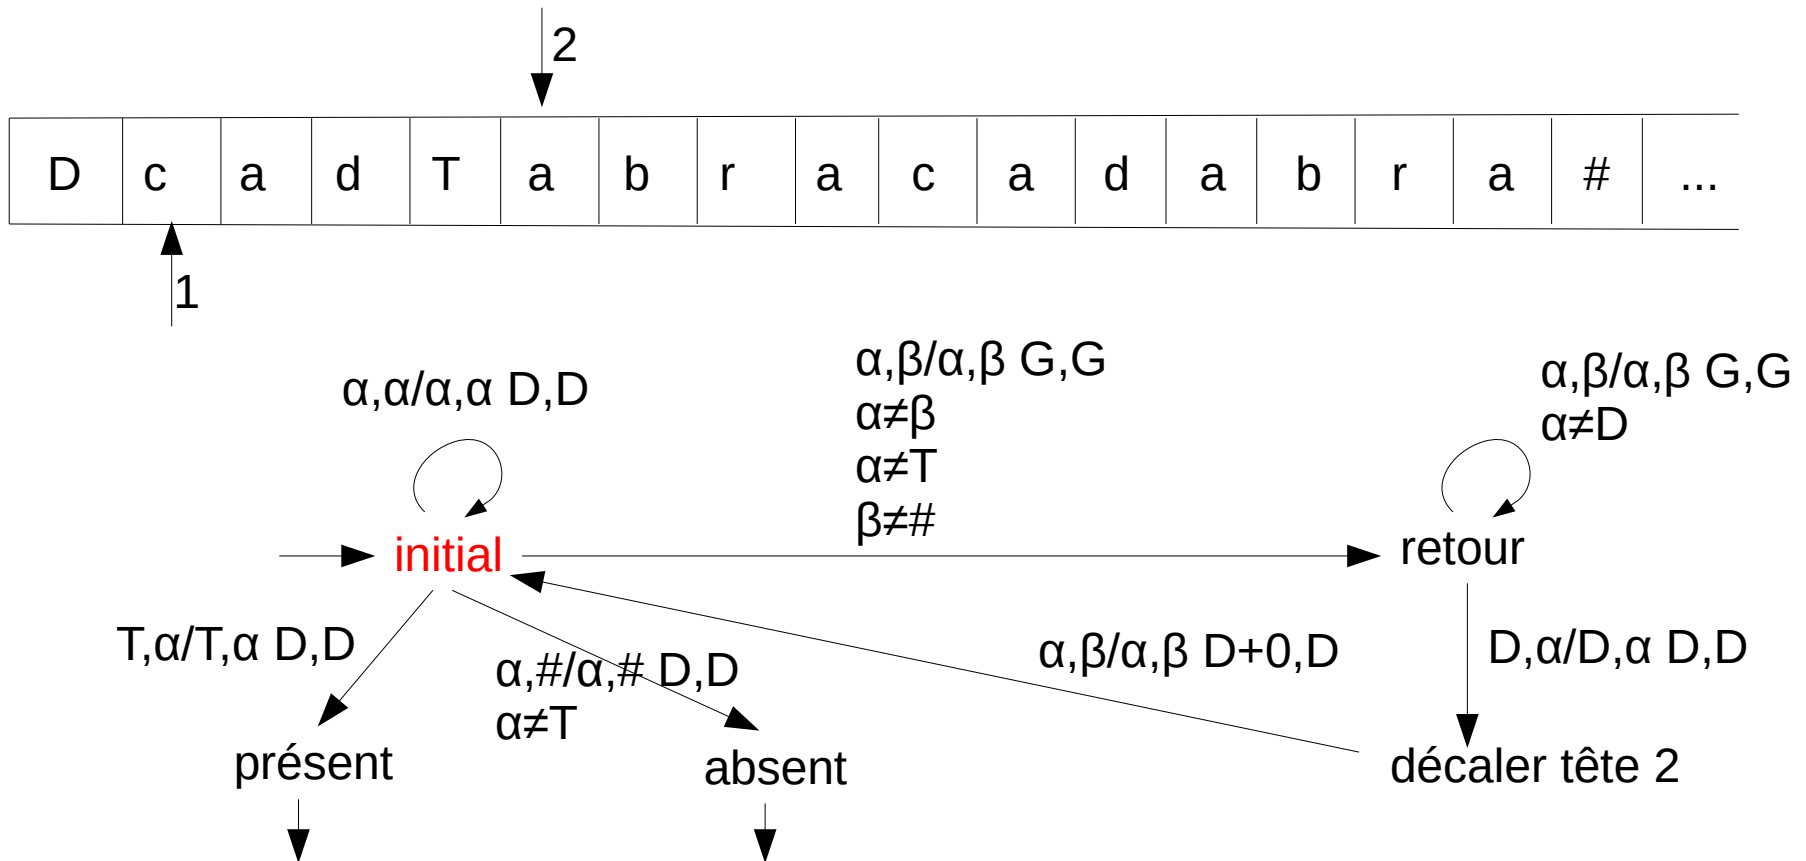 2
D c a d T a b r a c a d a b r a # ...
1
α,α/α,α D,D
α,β/α,β G,G
α≠β
α≠T
β≠#
α,β/α,β G,G
α≠D
initial
retour
T,α/T,α D,D
α,#/α,# D,D
α≠T
α,β/α,β D+0,D
D,α/D,α D,D
présent
absent
décaler tête 2